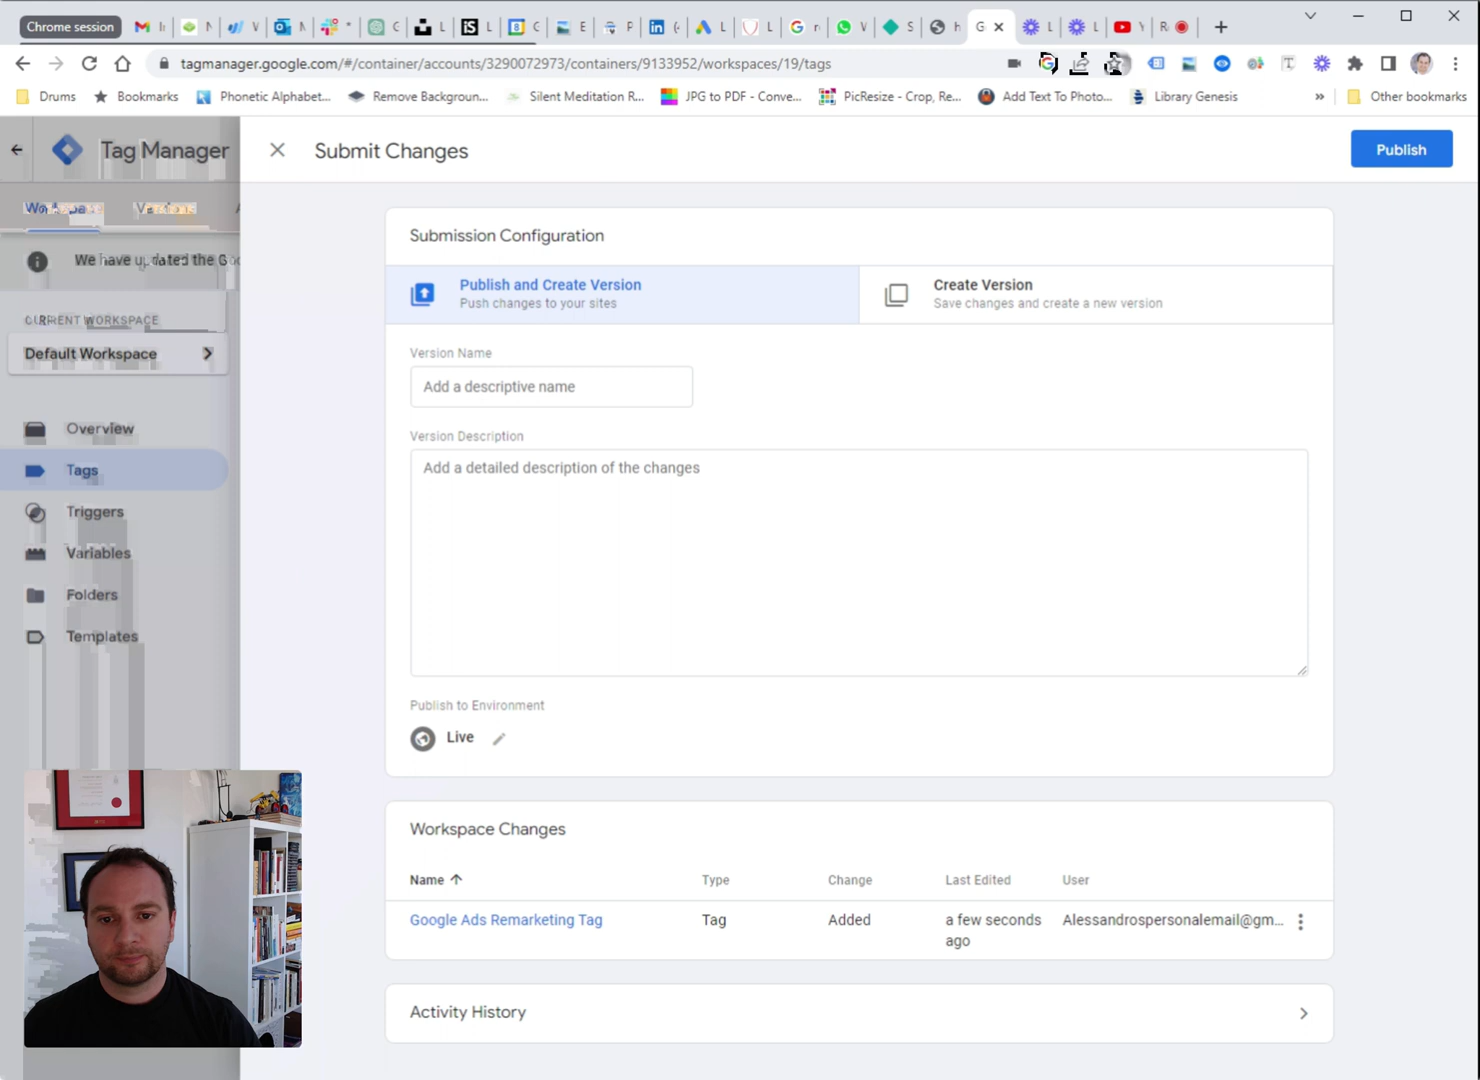 Chrome session
tagmanager.google.com/#/container/accounts/3290072973/containers/9133952/workspaces/19/tags
Drums
Bookmarks
Phonetic Alphabet...
Remove Backgroun...
Silent Meditation R...
JPG to PDF - Conve...
PicResize - Crop, Re...
Add Text To Photo...
Library Genesis
»
Other bookmarks
Tag Manager
Submit Changes
Publish
We have updated the Goo
CURRENT WORKSPACE
Default Workspace
Overview
Tags
Triggers
Variables
Folders
Templates
Submission Configuration
Publish and Create Version
Push changes to your sites
Create Version
Save changes and create a new version
Version Name
Add a descriptive name
Version Description
Add a detailed description of the changes
Publish to Environment
Live
Workspace Changes
Name Type Change Last Edited User
Google Ads Remarketing Tag Tag Added a few seconds ago Alessandrospersonalemail@gm...
Activity History